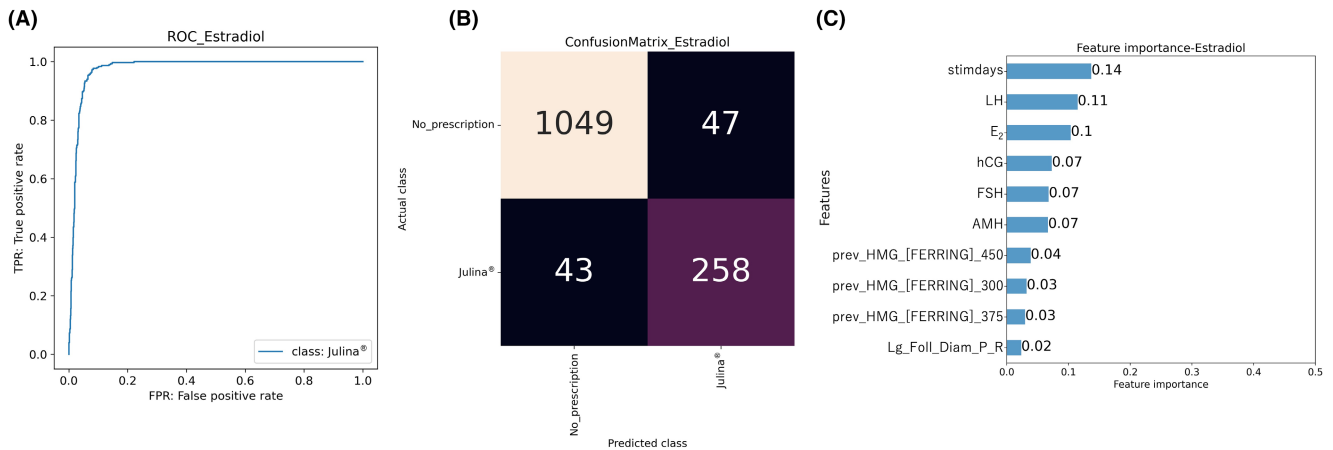 (A)
ROC_Estradiol
1.0
0.8
0.6
0.4
0.2
0.0
TPR: True positive rate
class: Julina®
0.0 0.2 0.4 0.6 0.8 1.0
FPR: False positive rate
(B)
ConfusionMatrix_Estradiol
Actual class
No_prescription
1049 47
Julina®
43 258
No_prescription
Julina®
Predicted class
(C)
Feature importance-Estradiol
Features
stimdays 0.14
LH 0.11
E₂ 0.1
hCG 0.07
FSH 0.07
AMH 0.07
prev_HMG_[FERRING]_450 0.04
prev_HMG_[FERRING]_300 0.03
prev_HMG_[FERRING]_375 0.03
Lg_Foll_Diam_P_R 0.02
0.0 0.1 0.2 0.3 0.4 0.5
Feature importance